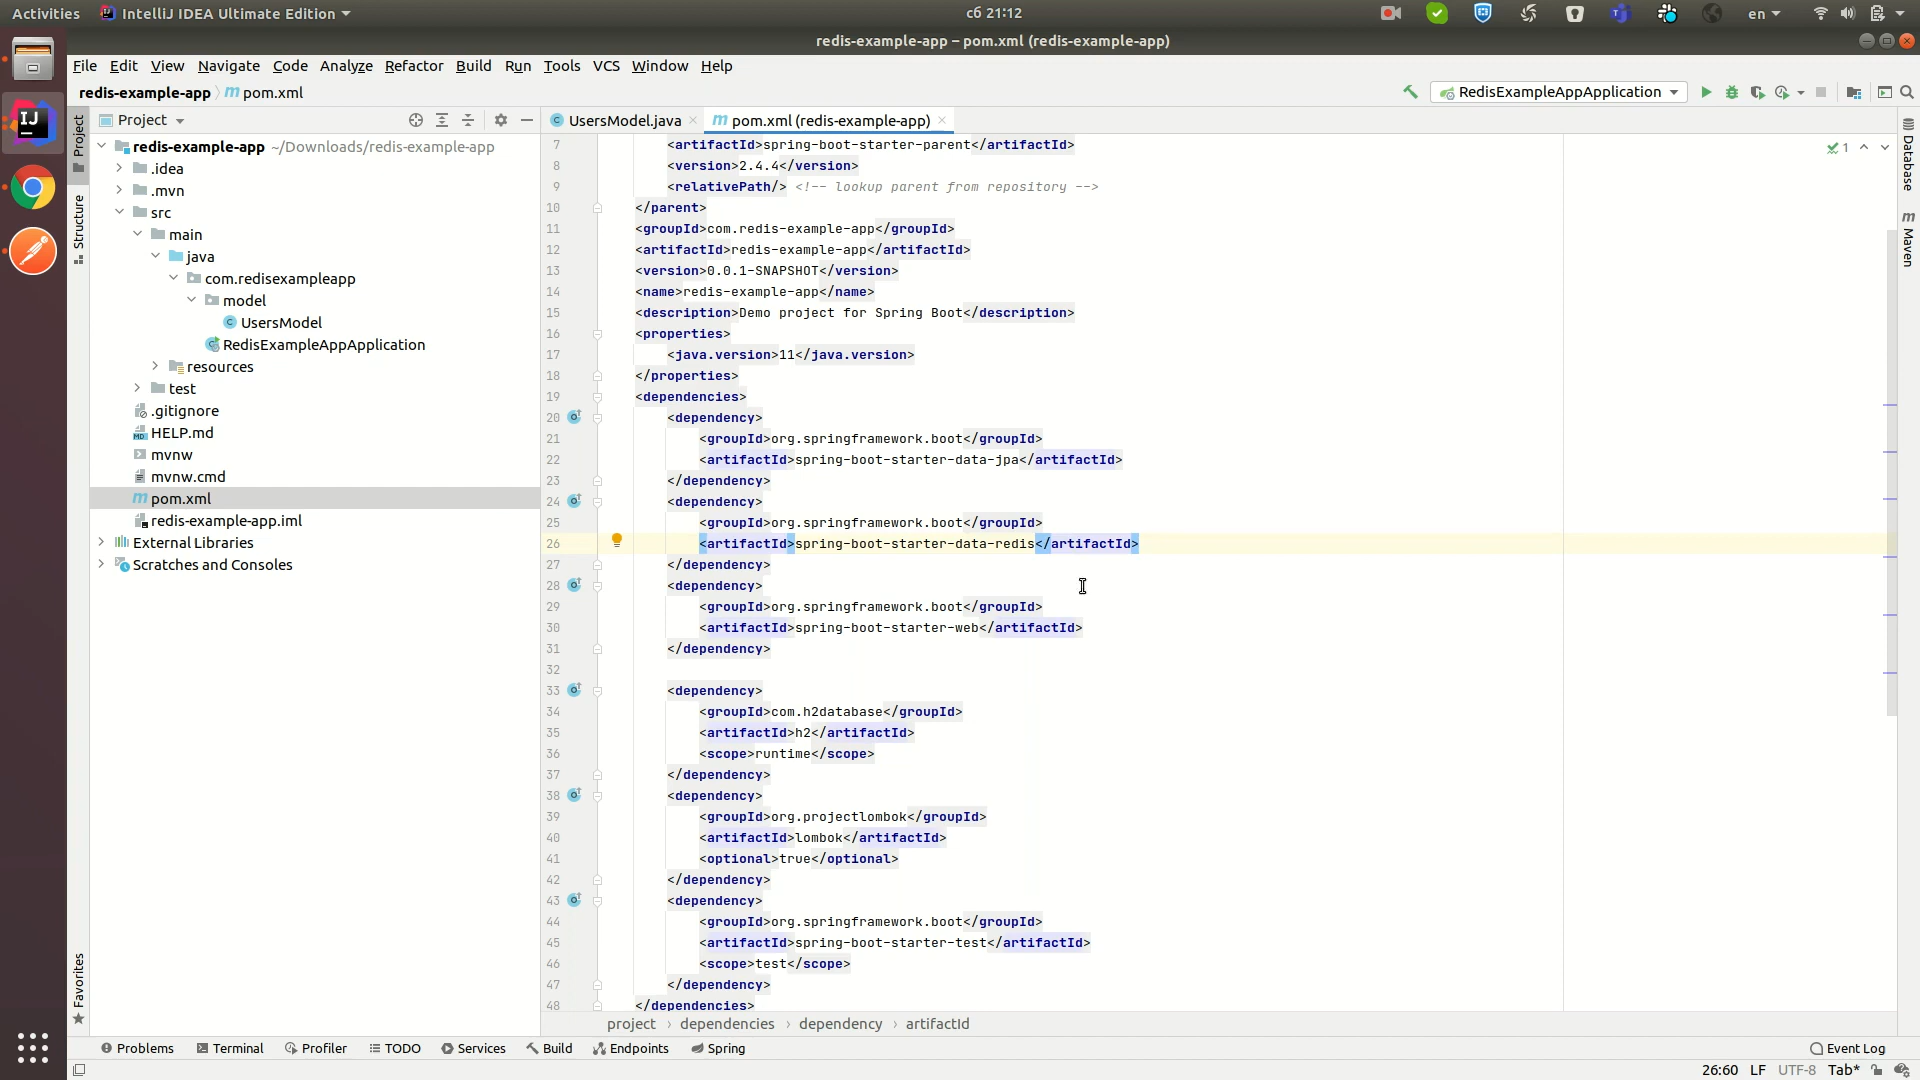 Activities
IntelliJ IDEA Ultimate Edition
сб 21:12
en
redis-example-app – pom.xml (redis-example-app)
File Edit View Navigate Code Analyze Refactor Build Run Tools VCS Window Help
redis-example-app
m pom.xml
RedisExampleAppApplication
Project
UsersModel.java
m pom.xml (redis-example-app)
Project
Structure
Favorites
redis-example-app ~/Downloads/redis-example-app
.idea
.mvn
src
main
java
com.redisexampleapp
model
UsersModel
RedisExampleAppApplication
resources
test
.gitignore
HELP.md
mvnw
mvnw.cmd
m pom.xml
redis-example-app.iml
External Libraries
Scratches and Consoles
7 <artifactId>spring-boot-starter-parent</artifactId>
8 <version>2.4.4</version>
9 <relativePath/> <!-- lookup parent from repository -->
10 </parent>
11 <groupId>com.redis-example-app</groupId>
12 <artifactId>redis-example-app</artifactId>
13 <version>0.0.1-SNAPSHOT</version>
14 <name>redis-example-app</name>
15 <description>Demo project for Spring Boot</description>
16 <properties>
17 <java.version>11</java.version>
18 </properties>
19 <dependencies>
20 <dependency>
21 <groupId>org.springframework.boot</groupId>
22 <artifactId>spring-boot-starter-data-jpa</artifactId>
23 </dependency>
24 <dependency>
25 <groupId>org.springframework.boot</groupId>
26 <artifactId>spring-boot-starter-data-redis</artifactId>
27 </dependency>
28 <dependency>
29 <groupId>org.springframework.boot</groupId>
30 <artifactId>spring-boot-starter-web</artifactId>
31 </dependency>
32
33 <dependency>
34 <groupId>com.h2database</groupId>
35 <artifactId>h2</artifactId>
36 <scope>runtime</scope>
37 </dependency>
38 <dependency>
39 <groupId>org.projectlombok</groupId>
40 <artifactId>lombok</artifactId>
41 <optional>true</optional>
42 </dependency>
43 <dependency>
44 <groupId>org.springframework.boot</groupId>
45 <artifactId>spring-boot-starter-test</artifactId>
46 <scope>test</scope>
47 </dependency>
48 </dependencies>
1
Database
m Maven
project › dependencies › dependency › artifactId
Problems Terminal Profiler TODO Services Build Endpoints Spring
Event Log
26:60 LF UTF-8 Tab*